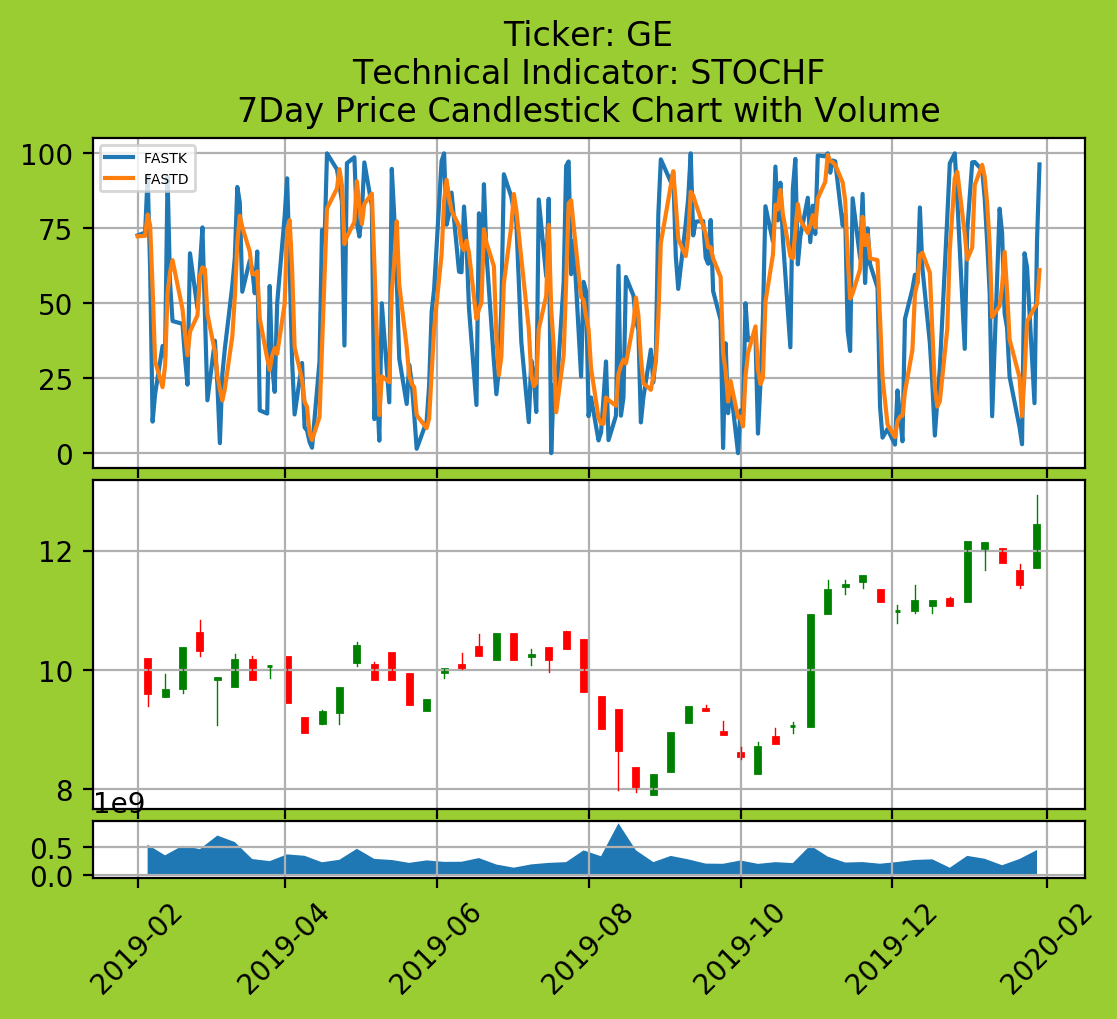 Ticker: GE
Technical Indicator: STOCHF
7Day Price Candlestick Chart with Volume
100
75
50
25
0
FASTK
FASTD
12
10
8
1e9
0.5
0.0
2019-02
2019-04
2019-06
2019-08
2019-10
2019-12
2020-02